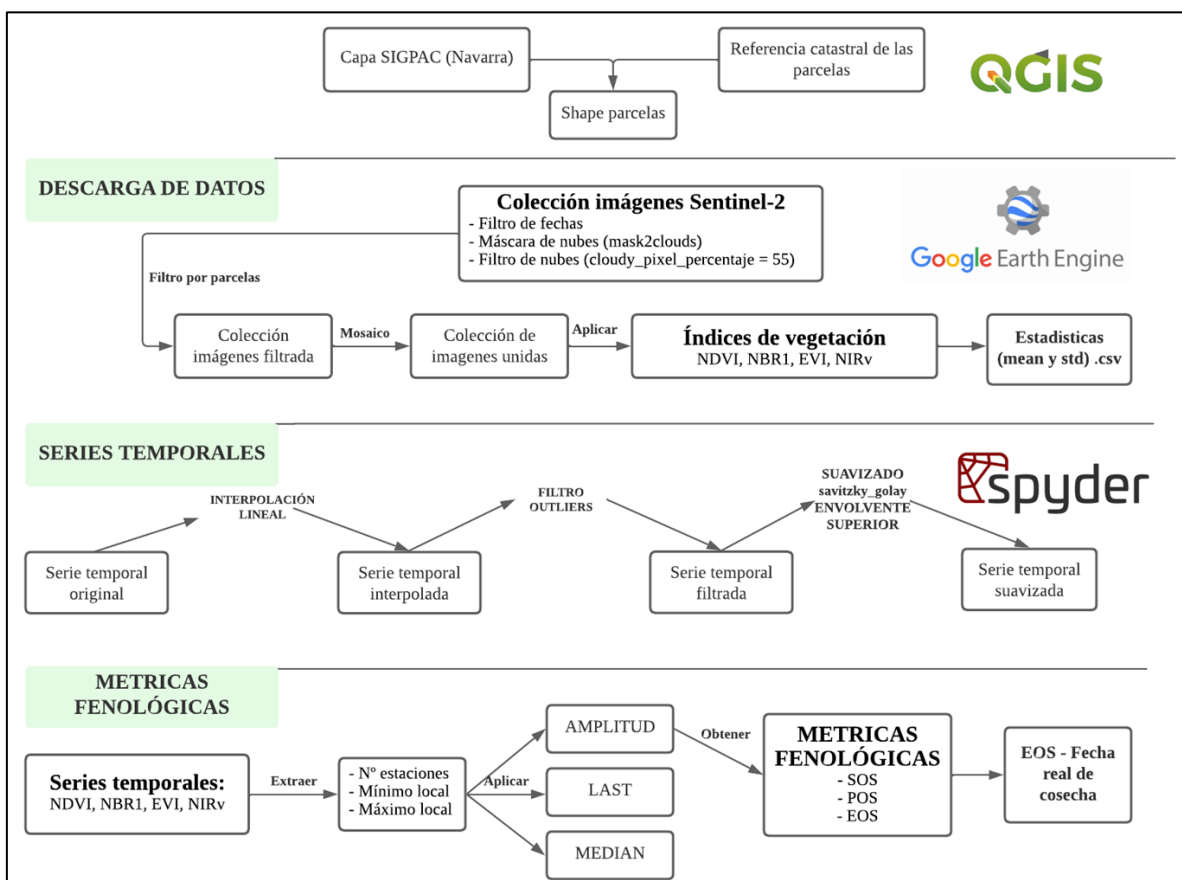 Capa SIGPAC (Navarra)
Referencia catastral de las
parcelas
QGIS
Shape parcelas
DESCARGA DE DATOS
Colección imágenes Sentinel-2
- Filtro de fechas
- Máscara de nubes (mask2clouds)
- Filtro de nubes (cloudy_pixel_percentaje = 55)
Google Earth Engine
Filtro por parcelas
Colección
imágenes filtrada
Mosaico
Colección de
imagenes unidas
Aplicar
Índices de vegetación
NDVI, NBR1, EVI, NIRv
Estadisticas
(mean y std) .csv
SERIES TEMPORALES
spyder
INTERPOLACIÓN
LINEAL
FILTRO
OUTLIERS
SUAVIZADO
savitzky_golay
ENVOLVENTE
SUPERIOR
Serie temporal
original
Serie temporal
interpolada
Serie temporal
filtrada
Serie temporal
suavizada
METRICAS
FENOLÓGICAS
Series temporales:
NDVI, NBR1, EVI, NIRv
Extraer
- Nº estaciones
- Mínimo local
- Máximo local
Aplicar
AMPLITUD
LAST
MEDIAN
Obtener
METRICAS
FENOLÓGICAS
- SOS
- POS
- EOS
EOS - Fecha
real de
cosecha